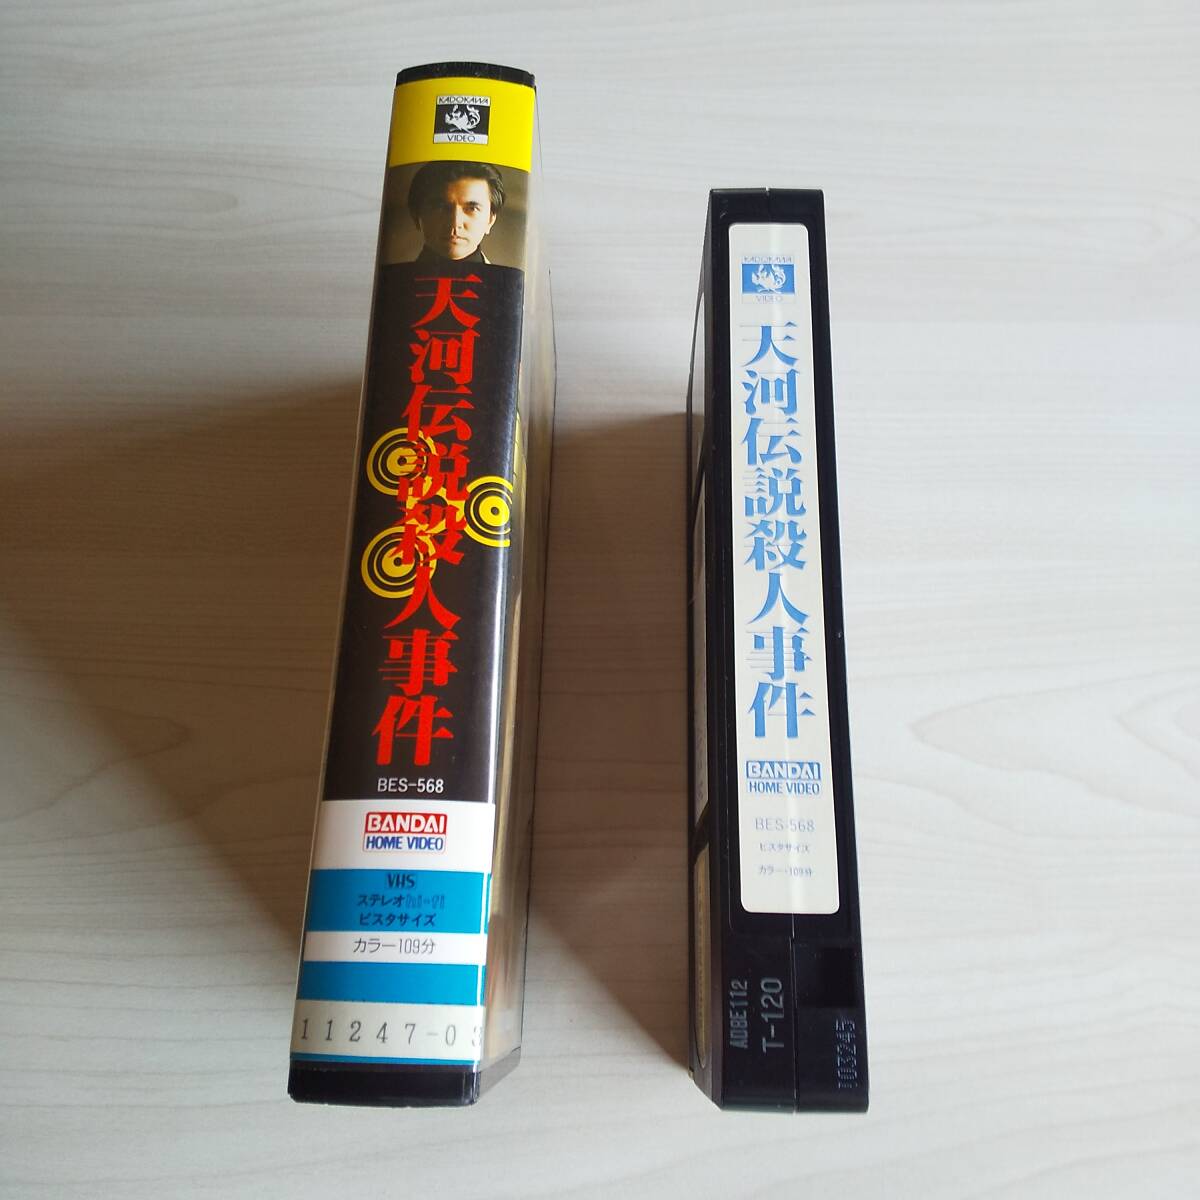 KADOKAWA
VIDEO
天河伝説殺人事件
BES-568
BANDAI
HOME VIDEO
VHS
ステレオhi-fi
ビスタサイズ
カラー109分
11247-03
KADOKAWA
VIDEO
天河伝説殺人事件
BANDAI
HOME VIDEO
BES-568
ビスタサイズ
カラー・109分
AD8E112
T-120
103245